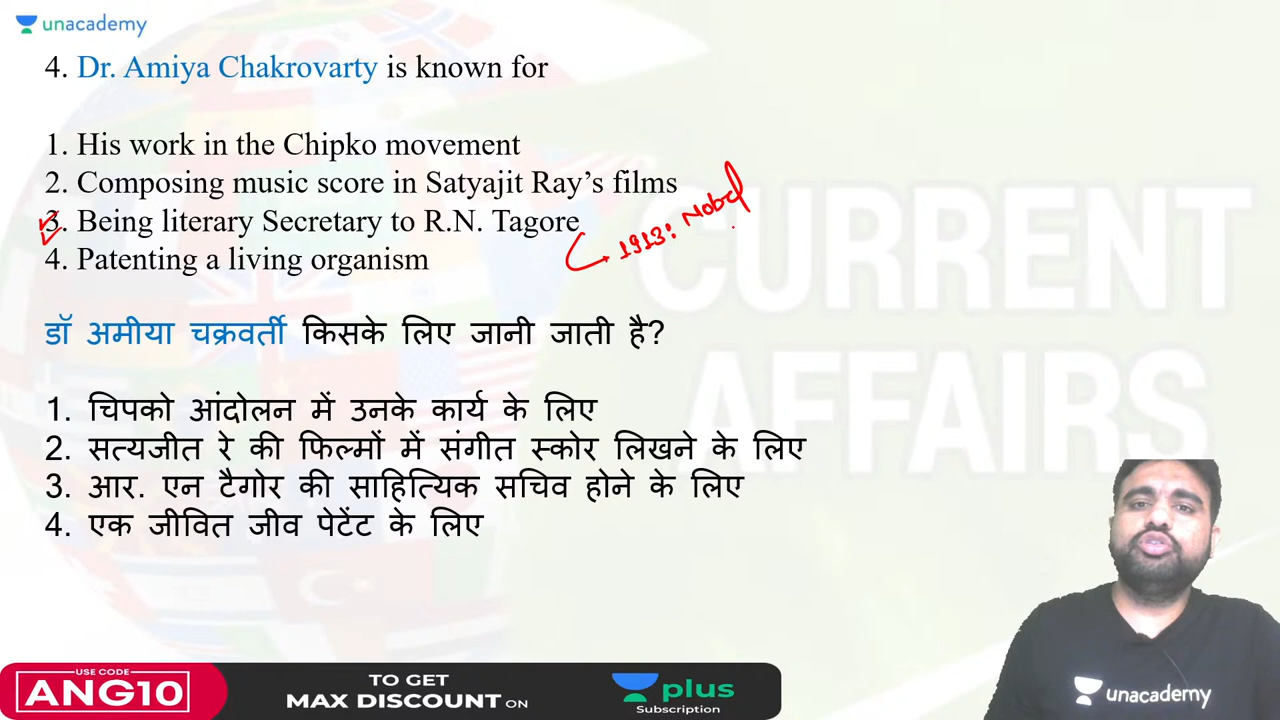 unacademy
4. Dr. Amiya Chakrovarty is known for
1. His work in the Chipko movement
2. Composing music score in Satyajit Ray's films
3. Being literary Secretary to R.N. Tagore
1913: Nobel
4. Patenting a living organism
डॉ अमीया चक्रवर्ती किसके लिए जानी जाती है?
1. चिपको आंदोलन में उनके कार्य के लिए
2. सत्यजीत रे की फिल्मों में संगीत स्कोर लिखने के लिए
3. आर. एन टैगोर की साहित्यिक सचिव होने के लिए
4. एक जीवित जीव पेटेंट के लिए
CURRENT
AFFAIRS
USE CODE
ANG10
TO GET
MAX DISCOUNT ON
plus
Subscription
unacademy